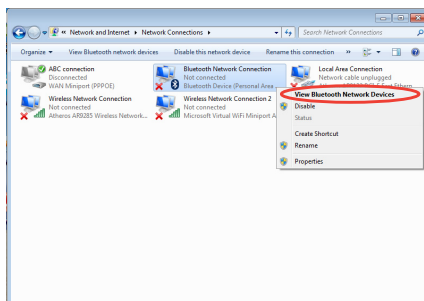 « Network and Internet ▸ Network Connections ▸
Search Network Connections
Organize ▾ View Bluetooth network devices Disable this network device Rename this connection »
ABC connection
Disconnected
WAN Miniport (PPPOE)
Bluetooth Network Connection
Not connected
Bluetooth Device (Personal Area
Local Area Connection
Network cable unplugged
Wireless Network Connection
Not connected
Atheros AR9285 Wireless Network...
Wireless Network Connection 2
Not connected
Microsoft Virtual WiFi Miniport A
View Bluetooth Network Devices
Disable
Status
Create Shortcut
Rename
Properties